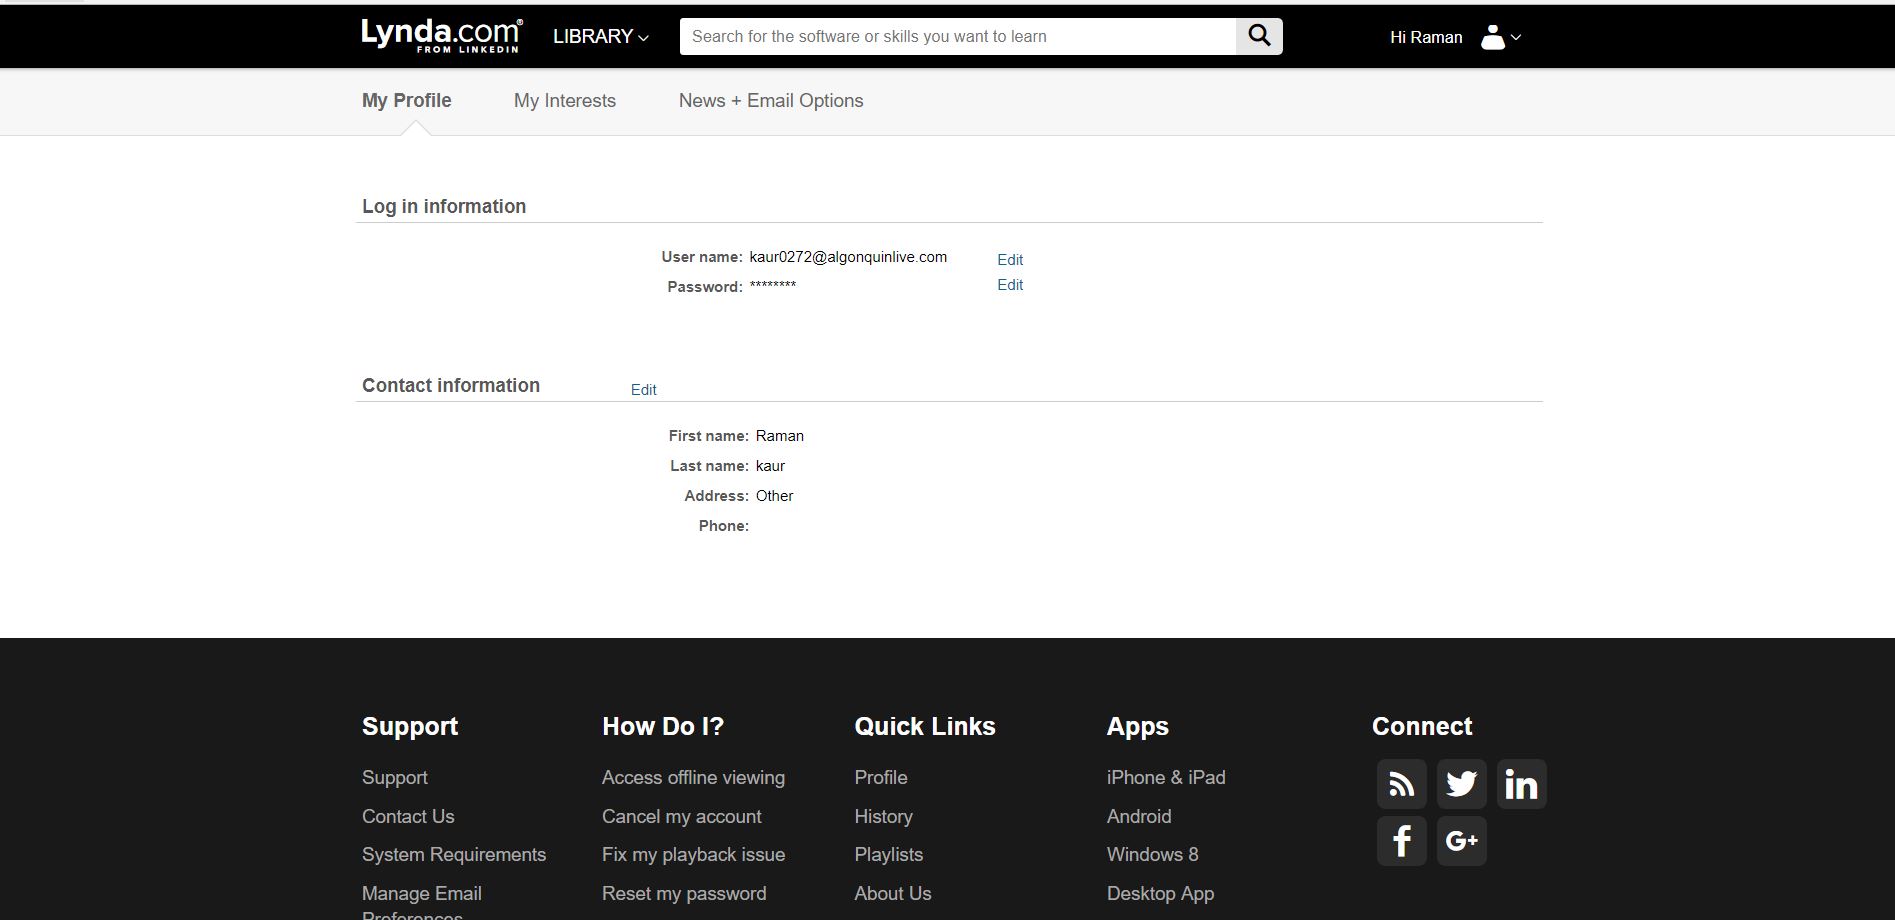 Lynda.com®
FROM LINKEDIN
LIBRARY
Search for the software or skills you want to learn
Hi Raman
My Profile
My Interests
News + Email Options
Log in information
User name: kaur0272@algonquinlive.com Edit
Password: ******** Edit
Contact information Edit
First name: Raman
Last name: kaur
Address: Other
Phone:
Support
Support
Contact Us
System Requirements
Manage Email
Preferences
How Do I?
Access offline viewing
Cancel my account
Fix my playback issue
Reset my password
Quick Links
Profile
History
Playlists
About Us
Apps
iPhone & iPad
Android
Windows 8
Desktop App
Connect
in
f
G+